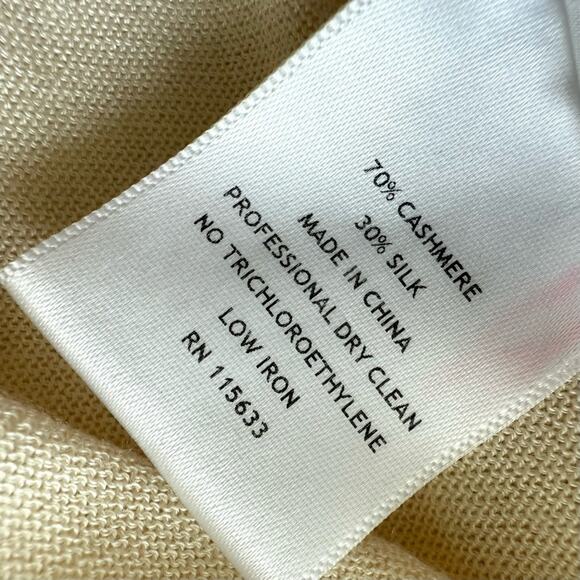 70% CASHMERE
30% SILK
MADE IN CHINA
PROFESSIONAL DRY CLEAN
NO TRICHLOROETHYLENE
LOW IRON
RN 115633